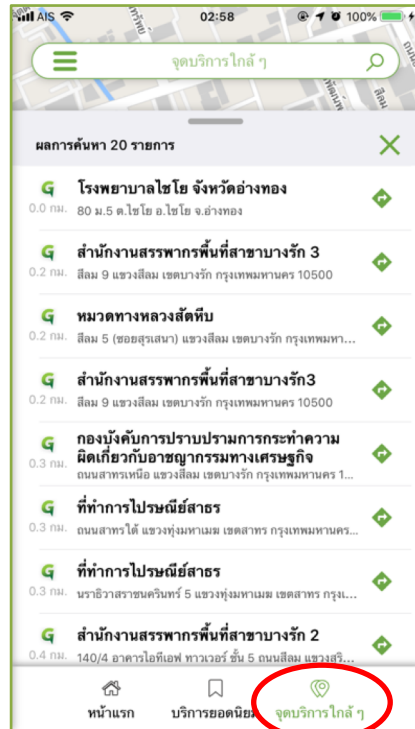 AIS 02:58 100%
จุดบริการใกล้ ๆ
สีลม
ผลการค้นหา 20 รายการ
โรงพยาบาลไชโย จังหวัดอ่างทอง
0.0 กม. 80 ม.5 ต.ไชโย อ.ไชโย จ.อ่างทอง
สำนักงานสรรพากรพื้นที่สาขาบางรัก 3
0.2 กม. สีลม 9 แขวงสีลม เขตบางรัก กรุงเทพมหานคร 10500
หมวดทางหลวงสัตหีบ
0.2 กม. สีลม 5 (ซอยสุรเสนา) แขวงสีลม เขตบางรัก กรุงเทพมหา...
สำนักงานสรรพากรพื้นที่สาขาบางรัก3
0.2 กม. สีลม 9 แขวงสีลม เขตบางรัก กรุงเทพมหานคร 10500
กองบังคับการปราบปรามการกระทำความ
ผิดเกี่ยวกับอาชญากรรมทางเศรษฐกิจ
0.3 กม. ถนนสาทรเหนือ แขวงสีลม เขตบางรัก กรุงเทพมหานคร 1...
ที่ทำการไปรษณีย์สาธร
0.3 กม. ถนนสาทรใต้ แขวงทุ่งมหาเมฆ เขตสาทร กรุงเทพมหานคร...
ที่ทำการไปรษณีย์สาธร
0.3 กม. นราธิวาสราชนครินทร์ 5 แขวงทุ่งมหาเมฆ เขตสาทร กรุงเ...
สำนักงานสรรพากรพื้นที่สาขาบางรัก 2
0.4 กม. 140/4 อาคารไอทีเอฟ ทาวเวอร์ ชั้น 5 ถนนสีลม แขวงสุริ...
หน้าแรก บริการยอดนิยม จุดบริการใกล้ ๆ